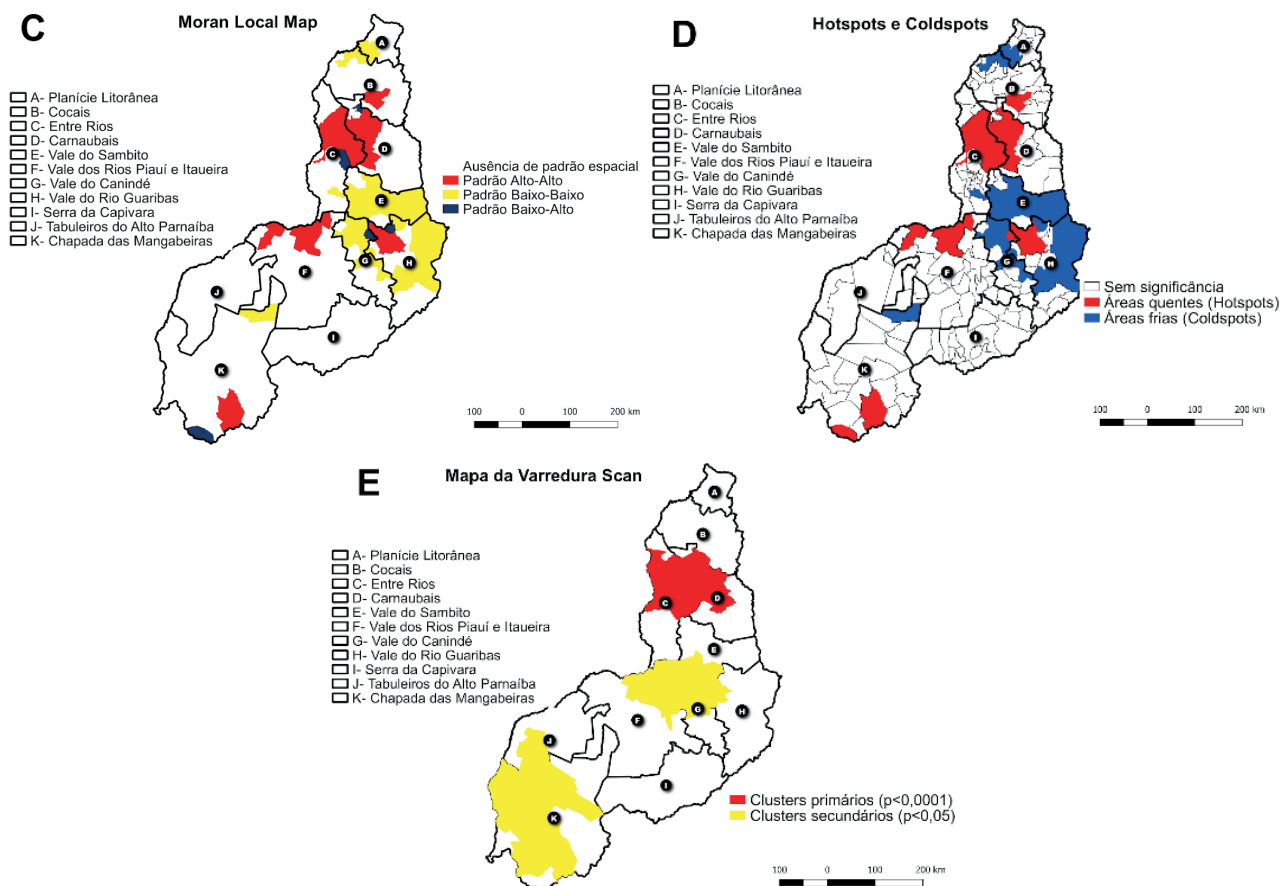 C
Moran Local Map
A- Planície Litorânea
B- Cocais
C- Entre Rios
D- Carnaubais
E- Vale do Sambito
F- Vale dos Rios Piauí e Itaueira
G- Vale do Canindé
H- Vale do Rio Guaribas
I- Serra da Capivara
J- Tabuleiros do Alto Parnaíba
K- Chapada das Mangabeiras
Ausência de padrão espacial
Padrão Alto-Alto
Padrão Baixo-Baixo
Padrão Baixo-Alto
A
B
C
D
E
F
G
H
I
J
K
100 0 100 200 km
D
Hotspots e Coldspots
A- Planície Litorânea
B- Cocais
C- Entre Rios
D- Carnaubais
E- Vale do Sambito
F- Vale dos Rios Piauí e Itaueira
G- Vale do Canindé
H- Vale do Rio Guaribas
I- Serra da Capivara
J- Tabuleiros do Alto Parnaíba
K- Chapada das Mangabeiras
Sem significância
Áreas quentes (Hotspots)
Áreas frias (Coldspots)
A
B
C
D
E
F
G
H
I
J
K
100 0 100 200 km
E
Mapa da Varredura Scan
A- Planície Litorânea
B- Cocais
C- Entre Rios
D- Carnaubais
E- Vale do Sambito
F- Vale dos Rios Piauí e Itaueira
G- Vale do Canindé
H- Vale do Rio Guaribas
I- Serra da Capivara
J- Tabuleiros do Alto Parnaíba
K- Chapada das Mangabeiras
Clusters primários (p<0,0001)
Clusters secundários (p<0,05)
A
B
C
D
E
F
G
H
I
J
K
100 0 100 200 km